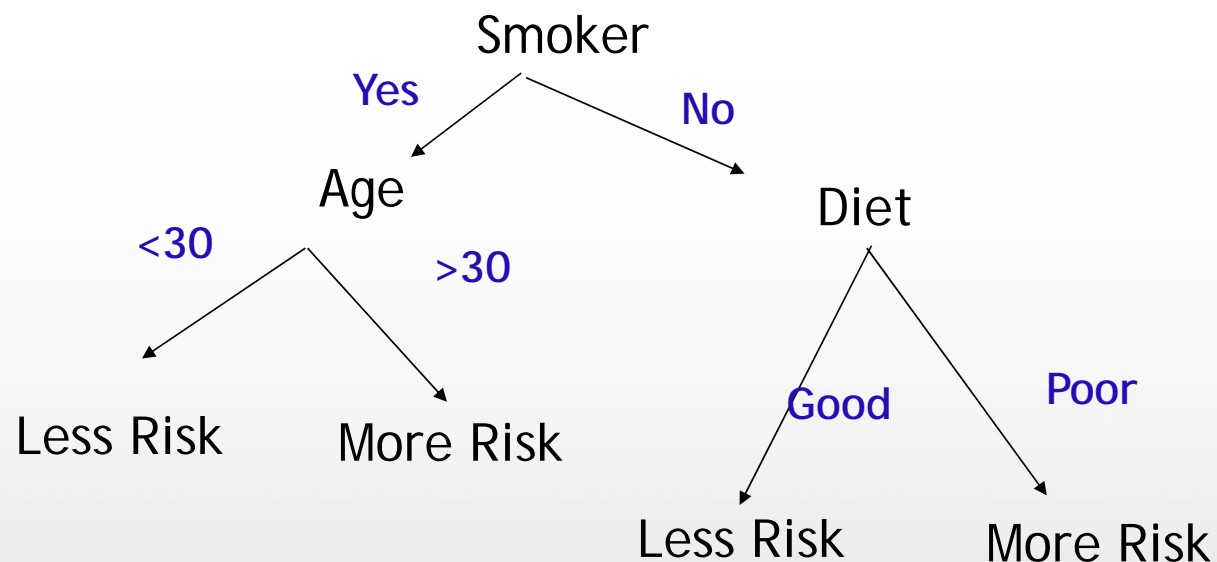 Smoker
Yes
No
Age
Diet
<30
>30
Good
Poor
Less Risk
More Risk
Less Risk
More Risk